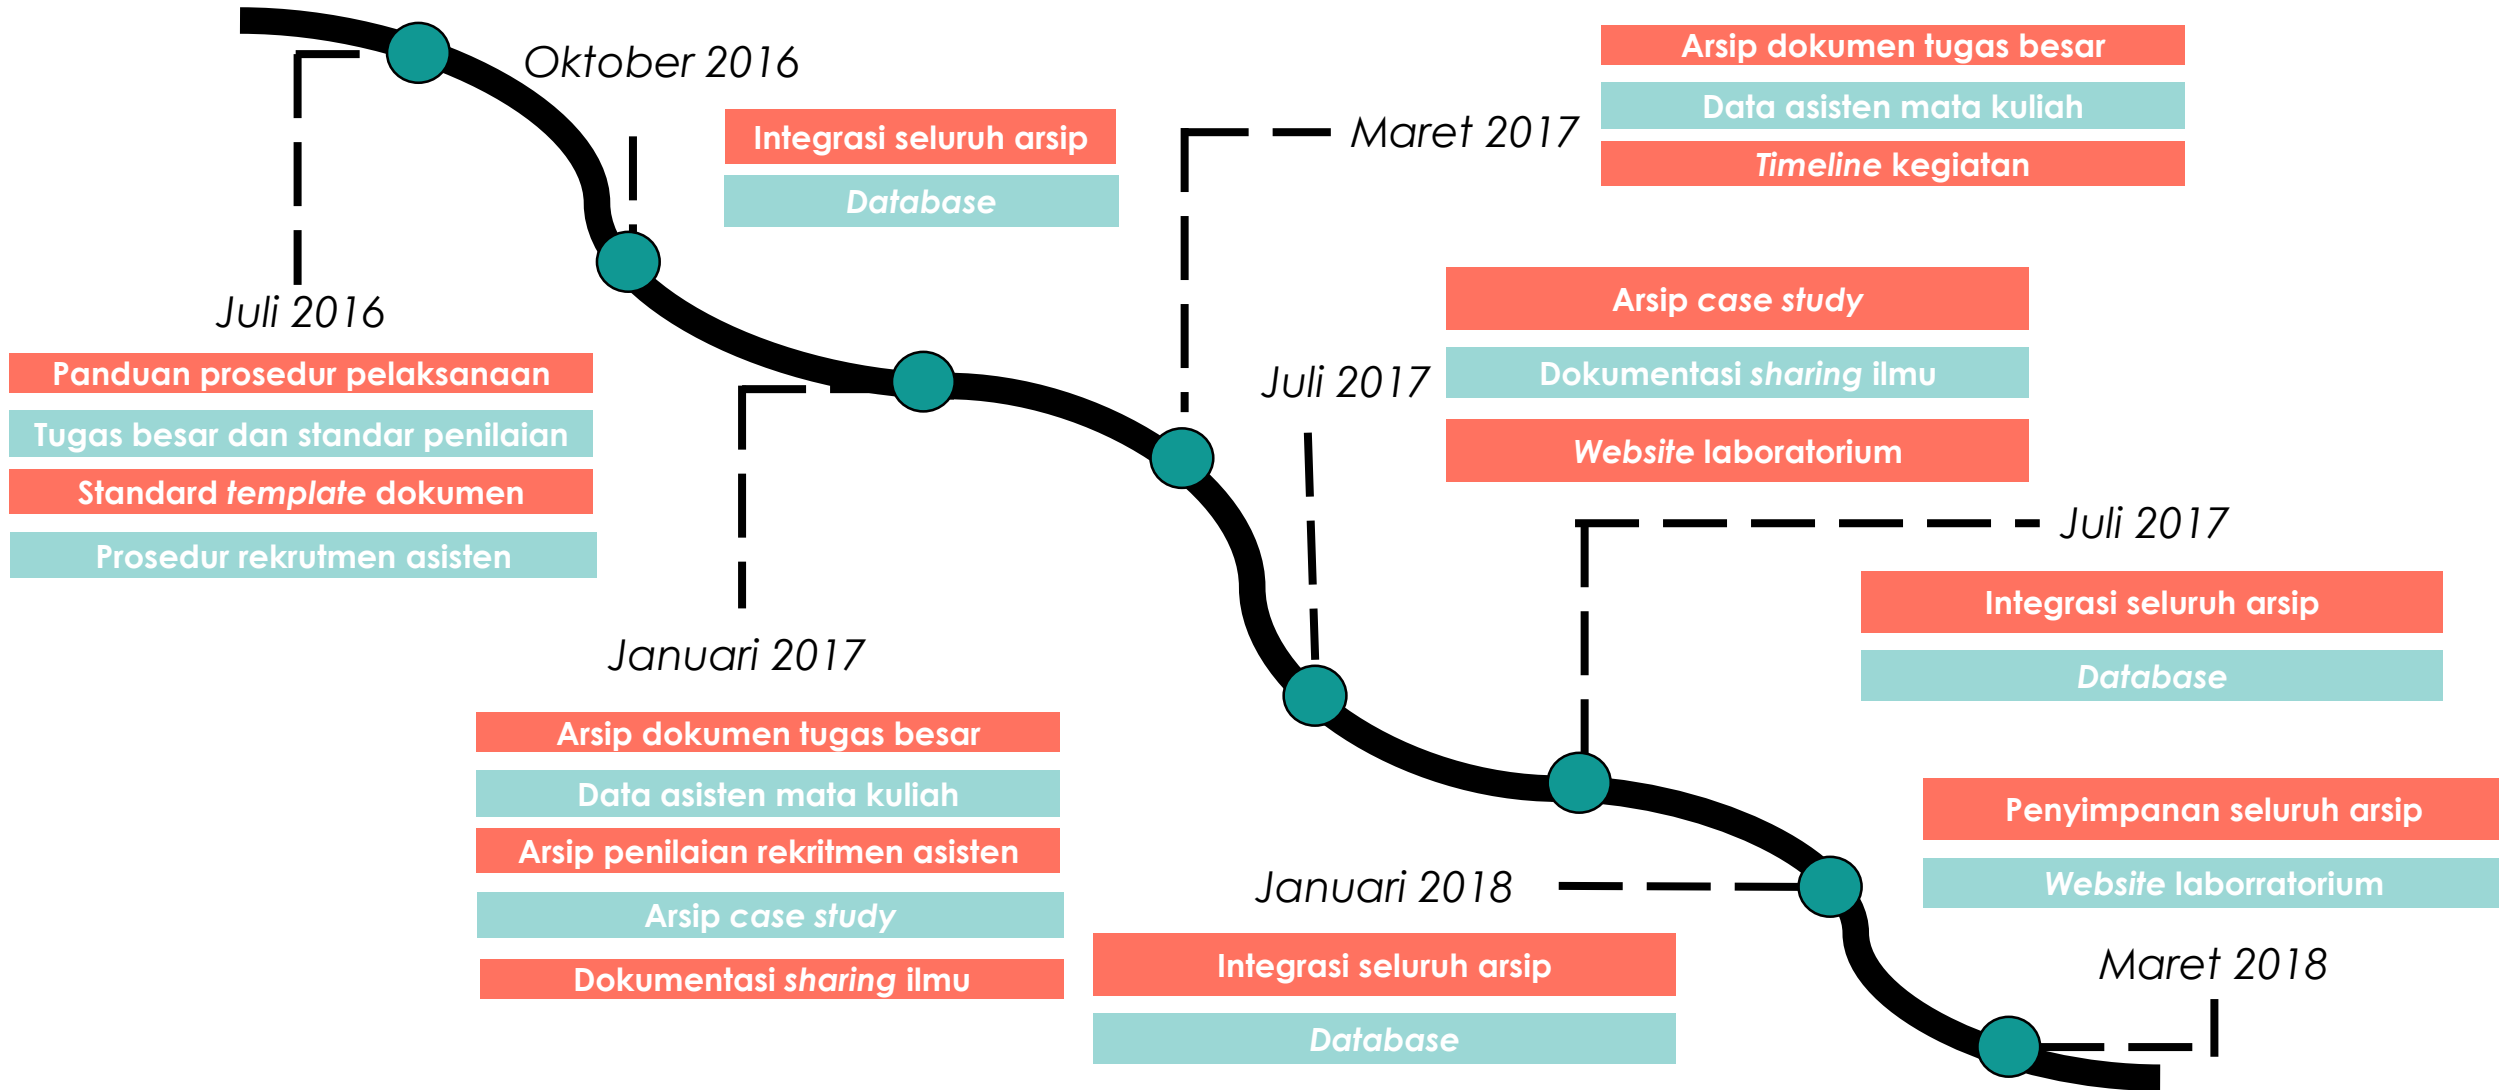 Juli 2016
Panduan prosedur pelaksanaan
Tugas besar dan standar penilaian
Standard template dokumen
Prosedur rekrutmen asisten
Oktober 2016
Integrasi seluruh arsip
Database
Januari 2017
Arsip dokumen tugas besar
Data asisten mata kuliah
Arsip penilaian rekritmen asisten
Arsip case study
Dokumentasi sharing ilmu
Maret 2017
Arsip dokumen tugas besar
Data asisten mata kuliah
Timeline kegiatan
Juli 2017
Arsip case study
Dokumentasi sharing ilmu
Website laboratorium
Juli 2017
Integrasi seluruh arsip
Database
Januari 2018
Integrasi seluruh arsip
Database
Maret 2018
Penyimpanan seluruh arsip
Website laborratorium